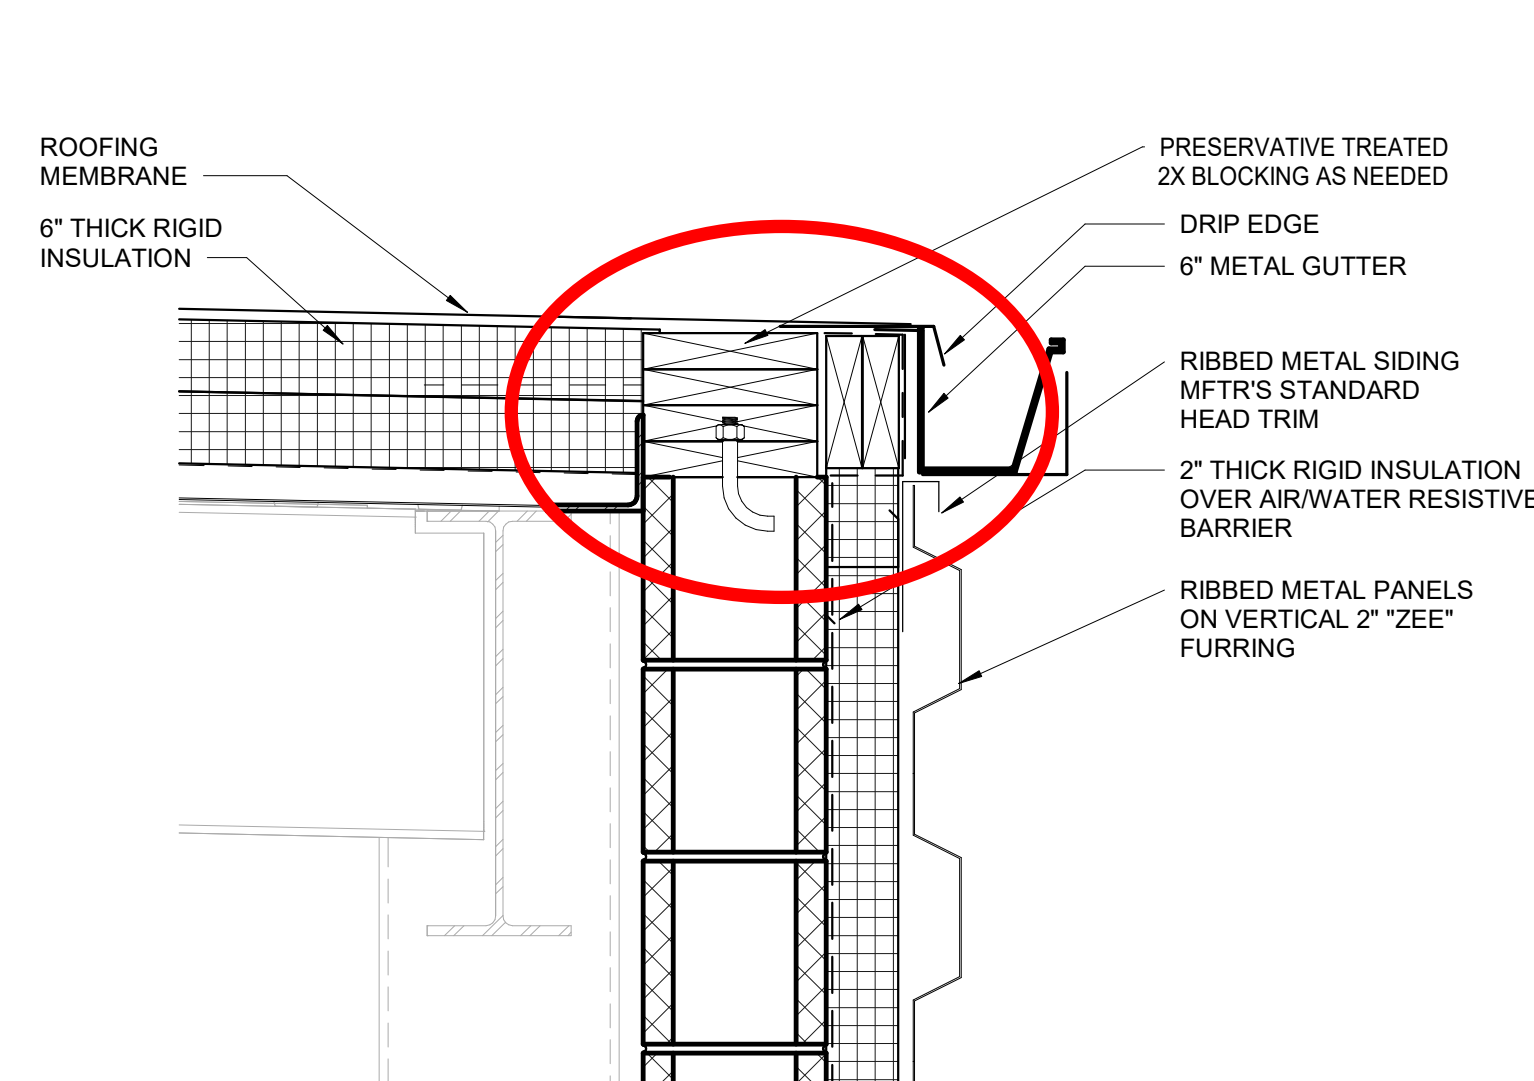 ROOFING
MEMBRANE
6" THICK RIGID
INSULATION
PRESERVATIVE TREATED
2X BLOCKING AS NEEDED
DRIP EDGE
6" METAL GUTTER
RIBBED METAL SIDING
MFTR'S STANDARD
HEAD TRIM
2" THICK RIGID INSULATION
OVER AIR/WATER RESISTIVE
BARRIER
RIBBED METAL PANELS
ON VERTICAL 2" "ZEE"
FURRING